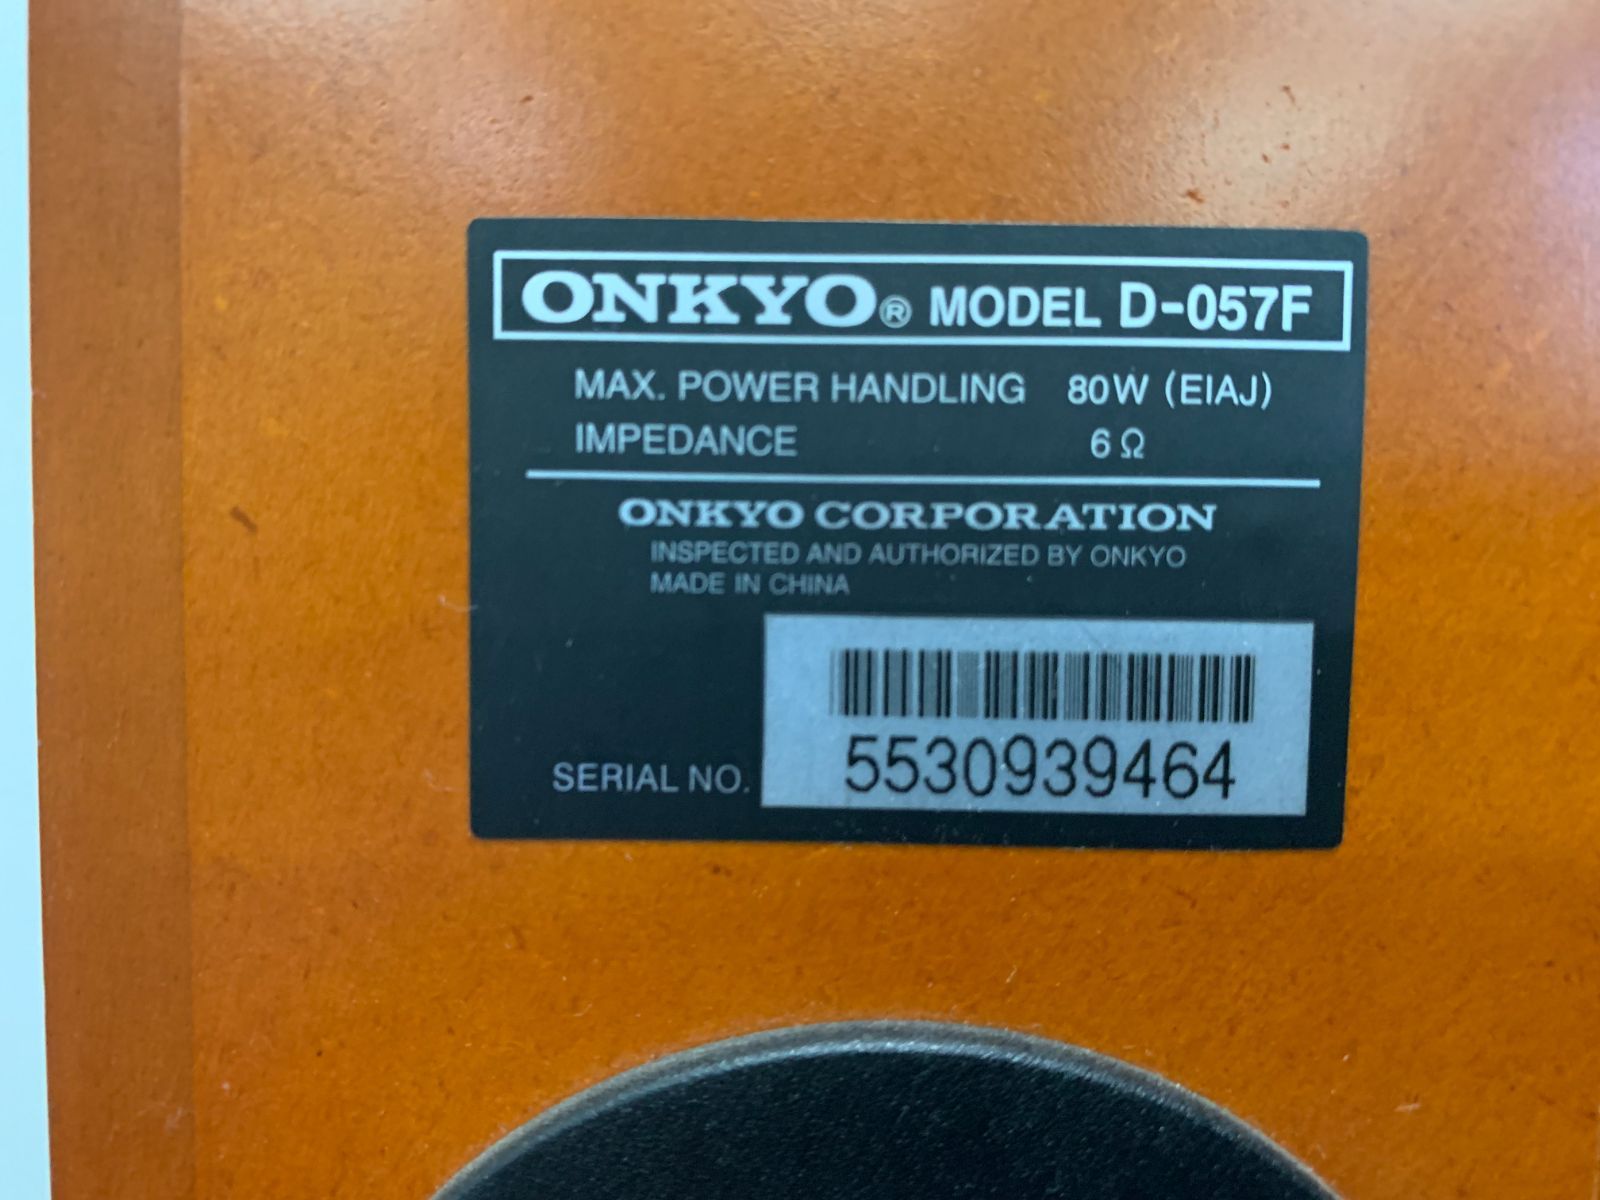 ONKYO® MODEL D-057F
MAX. POWER HANDLING 80W (EIAJ)
IMPEDANCE 6Ω
ONKYO CORPORATION
INSPECTED AND AUTHORIZED BY ONKYO
MADE IN CHINA
SERIAL NO. 5530939464